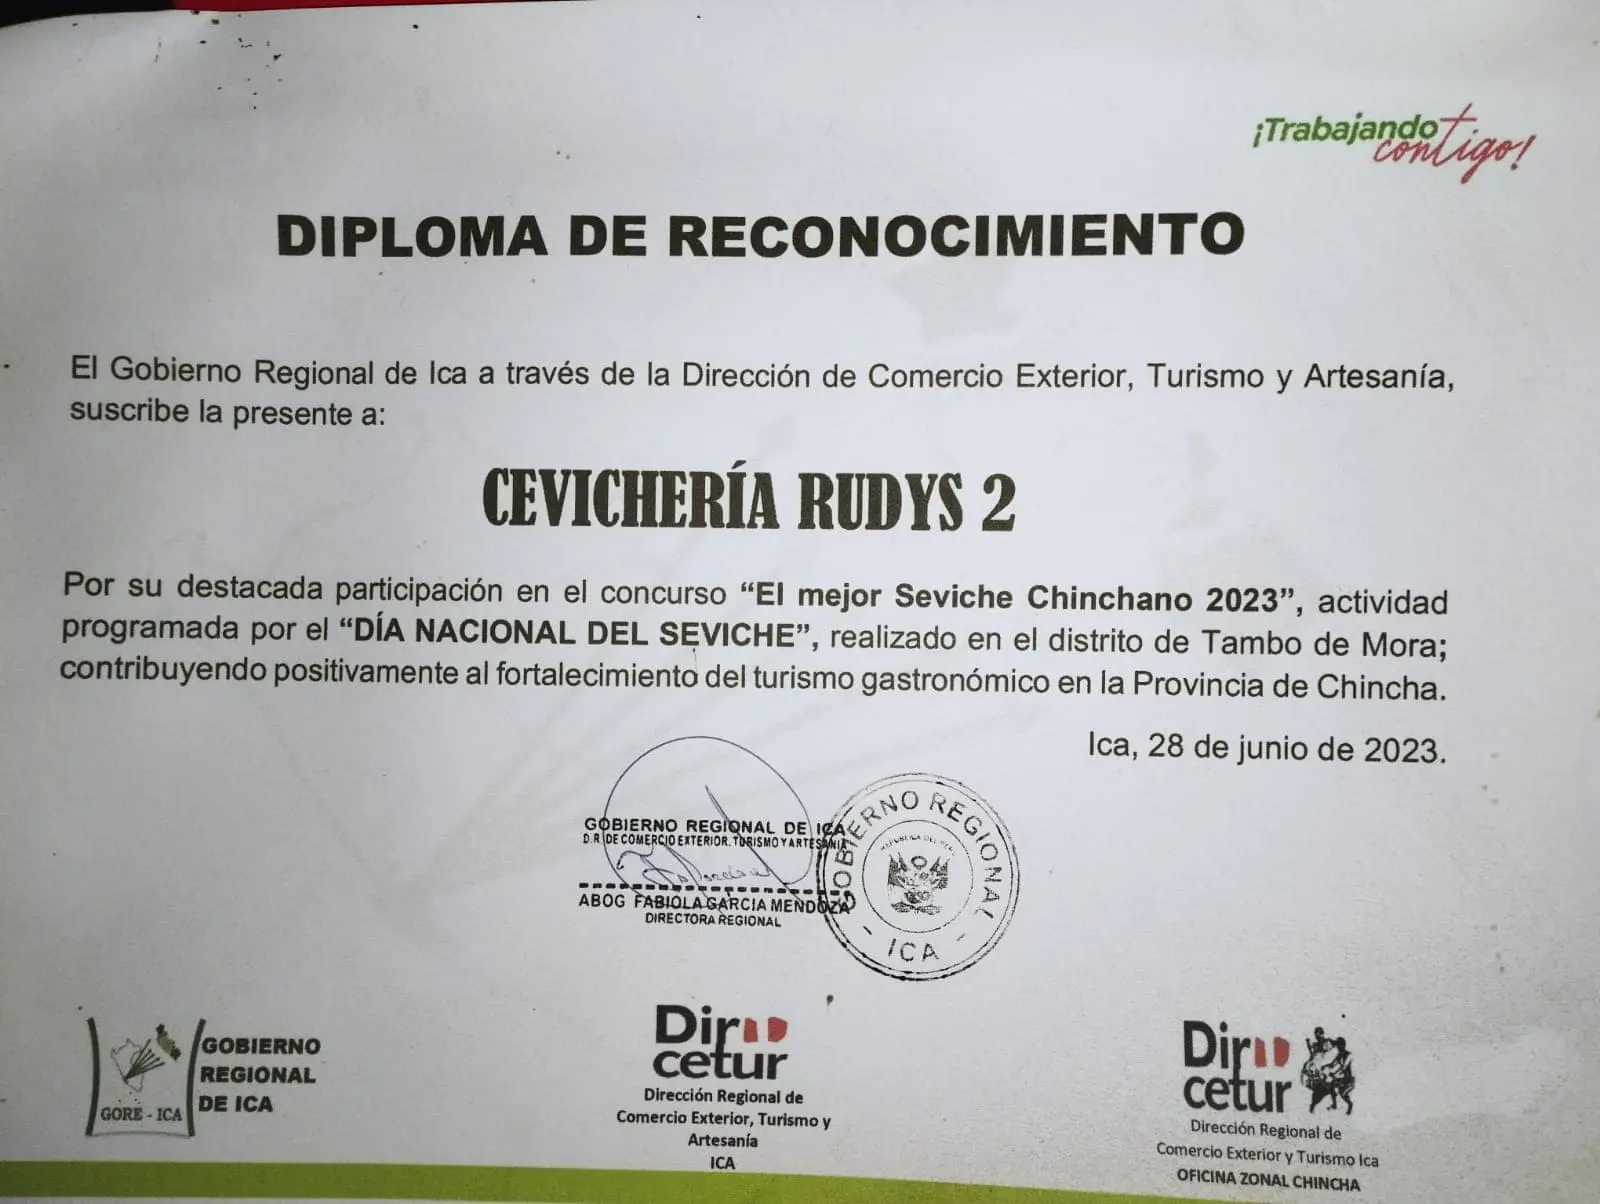 ¡Trabajando
contigo!
DIPLOMA DE RECONOCIMIENTO
El Gobierno Regional de Ica a través de la Dirección de Comercio Exterior, Turismo y Artesanía,
suscribe la presente a:
CEVICHERÍA RUDYS 2
Por su destacada participación en el concurso “El mejor Seviche Chinchano 2023”, actividad
programada por el “DÍA NACIONAL DEL SEVICHE”, realizado en el distrito de Tambo de Mora;
contribuyendo positivamente al fortalecimiento del turismo gastronómico en la Provincia de Chincha.
Ica, 28 de junio de 2023.
GOBIERNO REGIONAL DE ICA
D.R. DE COMERCIO EXTERIOR, TURISMO Y ARTESANIA
ABOG FABIOLA GARCIA MENDOZA
DIRECTORA REGIONAL
GOBIERNO REGIONAL
REPUBLICA DEL PERU
- ICA -
GORE - ICA
GOBIERNO
REGIONAL
DE ICA
Dir
cetur
Dirección Regional de
Comercio Exterior, Turismo y
Artesanía
ICA
Dir
cetur
Dirección Regional de
Comercio Exterior y Turismo Ica
OFICINA ZONAL CHINCHA